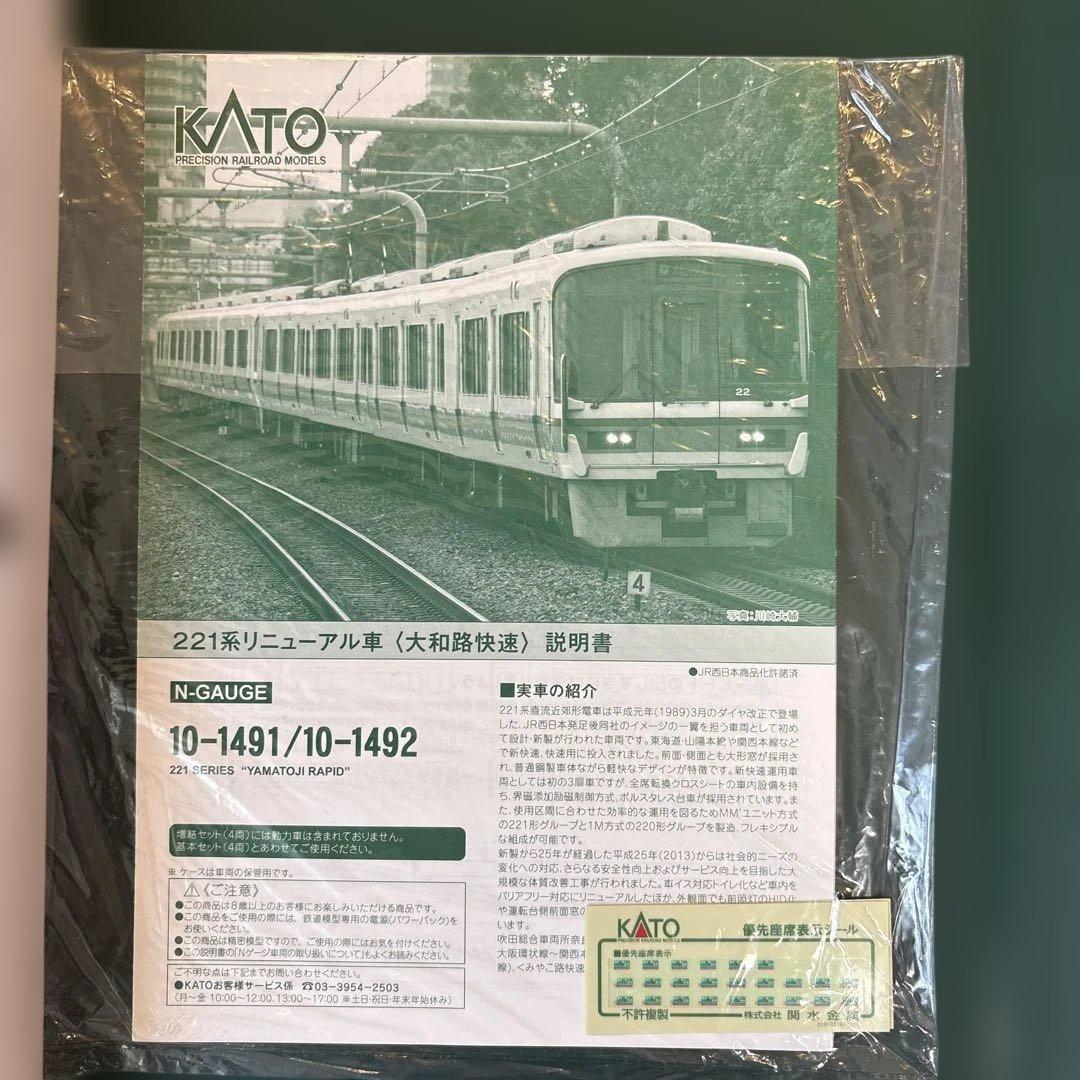 KATO
PRECISION RAILROAD MODELS
22
4
写真：川崎大輔
221系リニューアル車〈大和路快速〉説明書
●JR西日本商品化許諾済
N-GAUGE
10-1491/10-1492
221 SERIES “YAMATOJI RAPID”
増結セット(4両)には動力車は含まれておりません。
基本セット(4両)とあわせてご使用ください。
※ ケースは車両の保管用です。
⚠《ご注意》
●この商品は8歳以上のお客様にお楽しみいただける商品です。
●この商品をご使用の際には、鉄道模型専用の電源(パワーパック)を
お使いください。
●この商品は精密模型ですので、ご使用の際にはお気を付けください。
●この説明書の「Nゲージ車両の取り扱いについて」もよくお読みください。
ご不明な点は下記までお問い合わせください。
●KATOお客様サービス係 ☎03-3954-2503
(月〜金 10:00〜12:00、13:00〜17:00 ※土日・祝日・年末年始休み)
■実車の紹介
221系直流近郊形電車は平成元年(1989)3月のダイヤ改正で登場
した、JR西日本発足後同社のイメージの一翼を担う車両として初め
て設計・新製が行われた車両です。東海道・山陽本線や関西本線など
で新快速、快速用に投入されました。前面・側面とも大形窓が採用さ
れ、普通鋼製車体ながら軽快なデザインが特徴です。新快速運用車
両としては初の3扉車ですが、全席転換クロスシートの車内設備を持
ち、界磁添加励磁制御方式、ボルスタレス台車が採用されています。ま
た、使用区間に合わせた効率的な運用を図るためMM'ユニット方式
の221形グループと1M方式の220形グループを製造、フレキシブル
な組成が可能です。
新製から25年が経過した平成25年(2013)からは社会的ニーズの
変化への対応、さらなる安全性向上およびサービス向上を目指した大
規模な体質改善工事が行われました。車イス対応トイレ化など車内を
バリアフリー対応にリニューアルしたほか、外観面でも前照灯のHID化
や運転台側前面窓
います。
吹田総合車両所奈良
大阪環状線〜関西本
線)、〈みやこ路快速
KATO
PRECISION RAILROAD MODELS
優先座席表示シール
■優先座席表示
不許複製
株式会社 関水金属